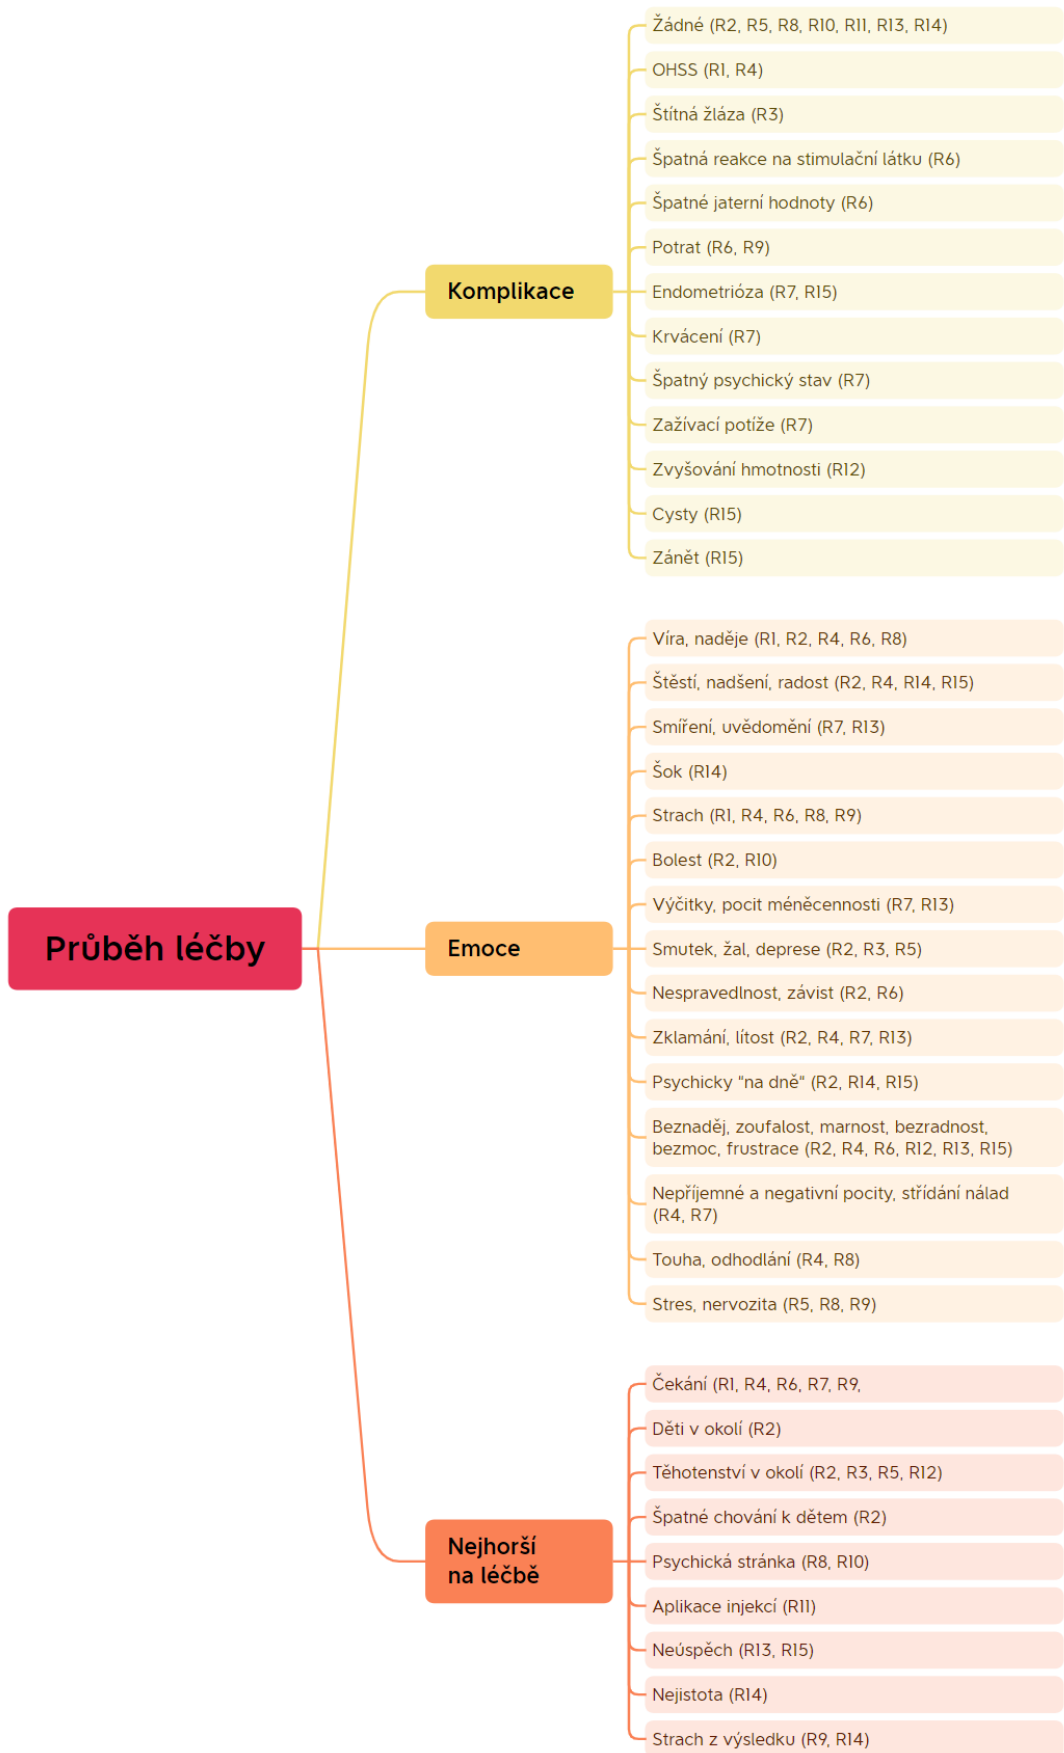 Průběh léčby
Komplikace
Žádné (R2, R5, R8, R10, R11, R13, R14)
OHSS (R1, R4)
Štítná žláza (R3)
Špatná reakce na stimulační látku (R6)
Špatné jaterní hodnoty (R6)
Potrat (R6, R9)
Endometrióza (R7, R15)
Krvácení (R7)
Špatný psychický stav (R7)
Zažívací potíže (R7)
Zvyšování hmotnosti (R12)
Cysty (R15)
Zánět (R15)
Emoce
Víra, naděje (R1, R2, R4, R6, R8)
Štěstí, nadšení, radost (R2, R4, R14, R15)
Smíření, uvědomění (R7, R13)
Šok (R14)
Strach (R1, R4, R6, R8, R9)
Bolest (R2, R10)
Výčitky, pocit méněcennosti (R7, R13)
Smutek, žal, deprese (R2, R3, R5)
Nespravedlnost, závist (R2, R6)
Zklamání, lítost (R2, R4, R7, R13)
Psychicky "na dně" (R2, R14, R15)
Beznaděj, zoufalost, marnost, bezradnost,
bezmoc, frustrace (R2, R4, R6, R12, R13, R15)
Nepříjemné a negativní pocity, střídání nálad
(R4, R7)
Touha, odhodlání (R4, R8)
Stres, nervozita (R5, R8, R9)
Nejhorší
na léčbě
Čekání (R1, R4, R6, R7, R9,
Děti v okolí (R2)
Těhotenství v okolí (R2, R3, R5, R12)
Špatné chování k dětem (R2)
Psychická stránka (R8, R10)
Aplikace injekcí (R11)
Neúspěch (R13, R15)
Nejistota (R14)
Strach z výsledku (R9, R14)